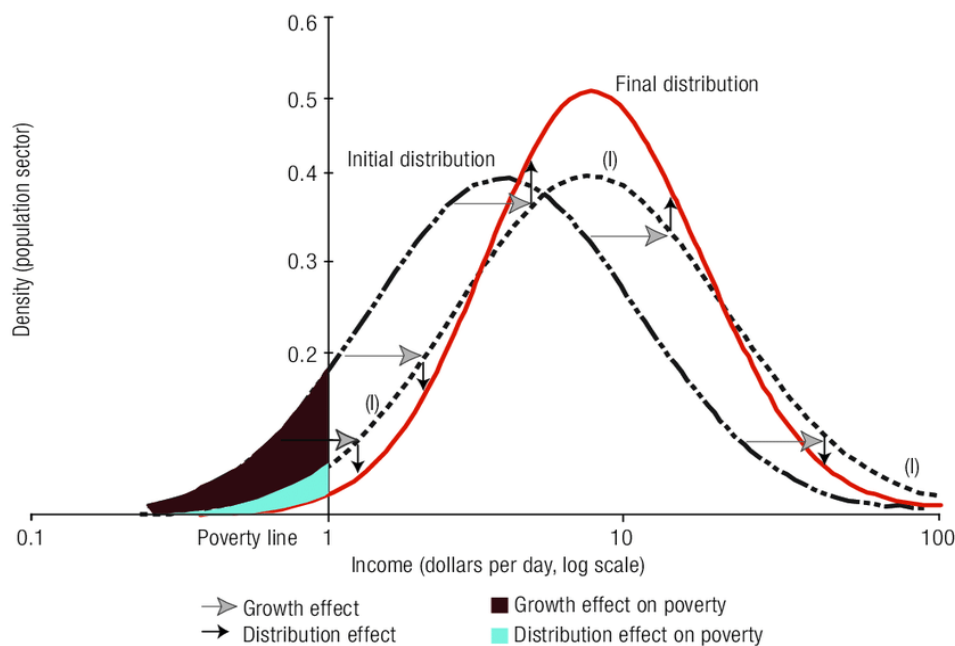 0.6
Final distribution
0.5
Initial distribution
(I)
0.4
Density (population sector)
0.3
0.2
(I)
(I)
0.1
Poverty line
1
10
100
Income (dollars per day, log scale)
Growth effect
Growth effect on poverty
Distribution effect
Distribution effect on poverty